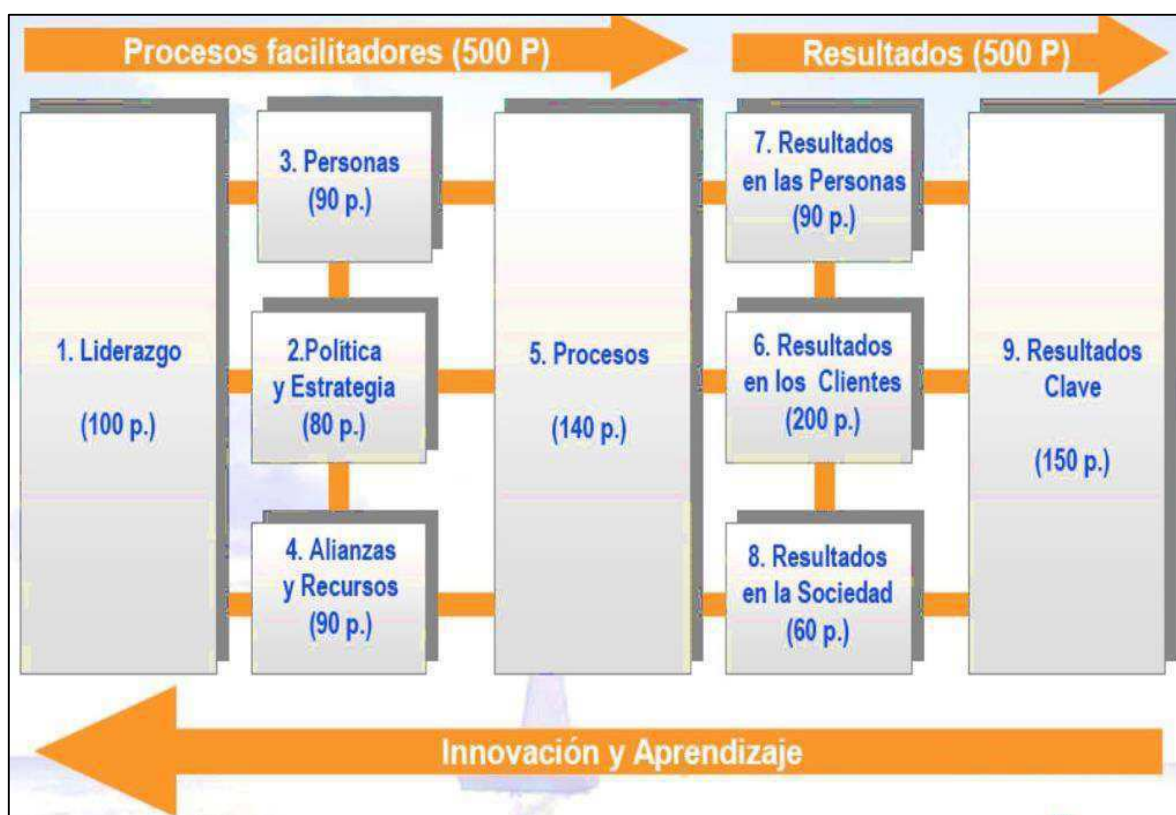 Procesos facilitadores (500 P)
Resultados (500 P)
1. Liderazgo
(100 p.)
3. Personas
(90 p.)
2.Política
y Estrategia
(80 p.)
4. Alianzas
y Recursos
(90 p.)
5. Procesos
(140 p.)
7. Resultados
en las Personas
(90 p.)
6. Resultados
en los Clientes
(200 p.)
8. Resultados
en la Sociedad
(60 p.)
9. Resultados
Clave
(150 p.)
Innovación y Aprendizaje